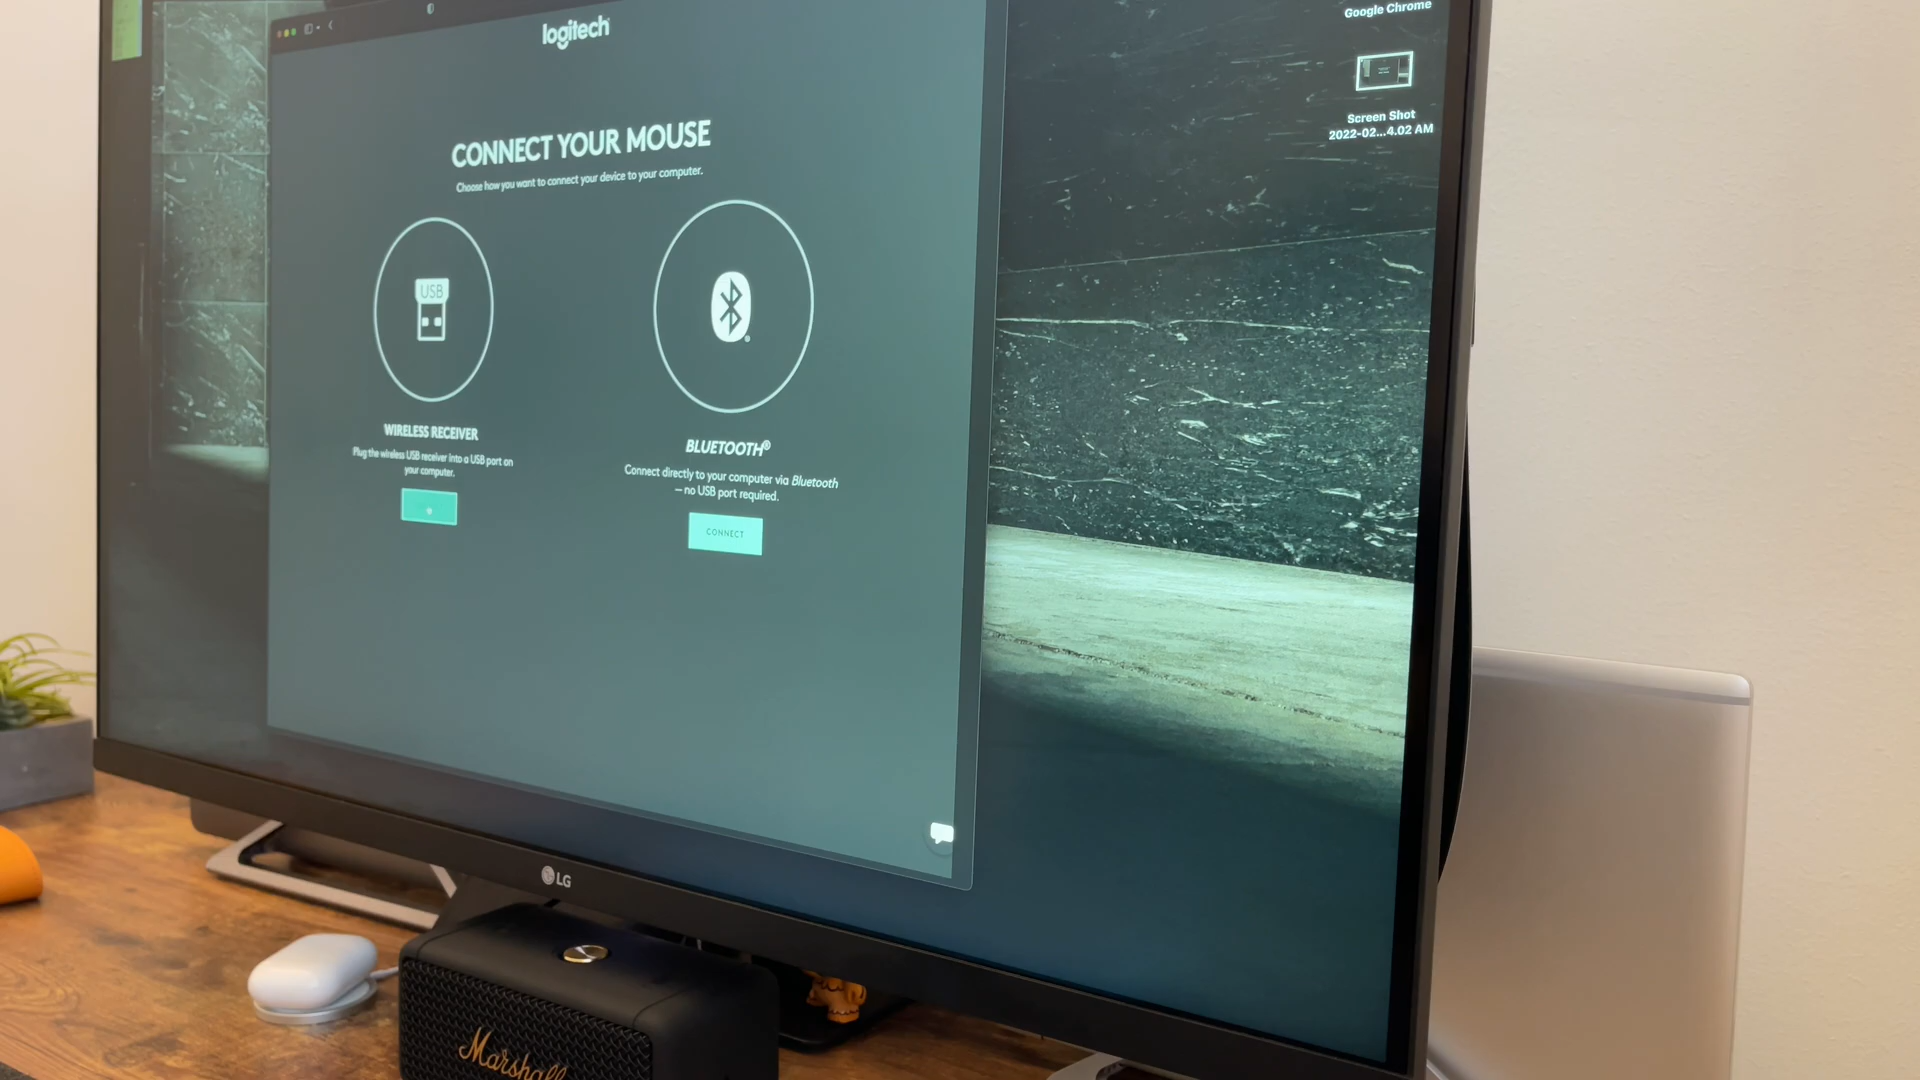 logitech
Google Chrome
Screen Shot
2022-02...4.02 AM
CONNECT YOUR MOUSE
Choose how you want to connect your device to your computer.
USB
WIRELESS RECEIVER
Plug the wireless USB receiver into a USB port on
your computer.
BLUETOOTH®
Connect directly to your computer via Bluetooth
– no USB port required.
CONNECT
LG
Marshall